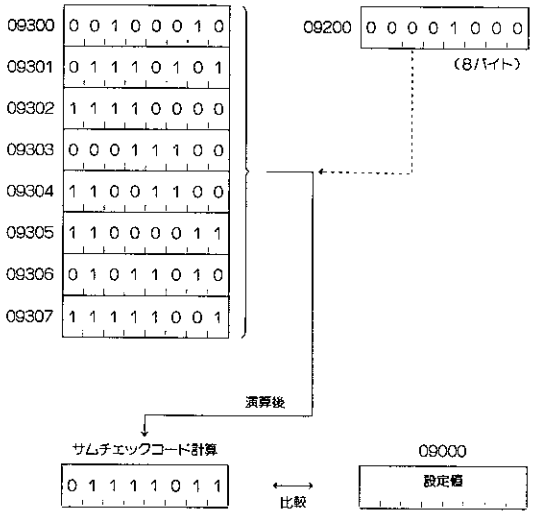 09300 0 0 1 0 0 0 1 0
09200 0 0 0 0 1 0 0 0
(8バイト)
09301 0 1 1 1 0 1 0 1
09302 1 1 1 1 0 0 0 0
09303 0 0 0 1 1 1 0 0
09304 1 1 0 0 1 1 0 0
09305 1 1 0 0 0 0 1 1
09306 0 1 0 1 1 0 1 0
09307 1 1 1 1 1 0 0 1
演算後
サムチェックコード計算
09000
0 1 1 1 1 0 1 1
比較
設定値